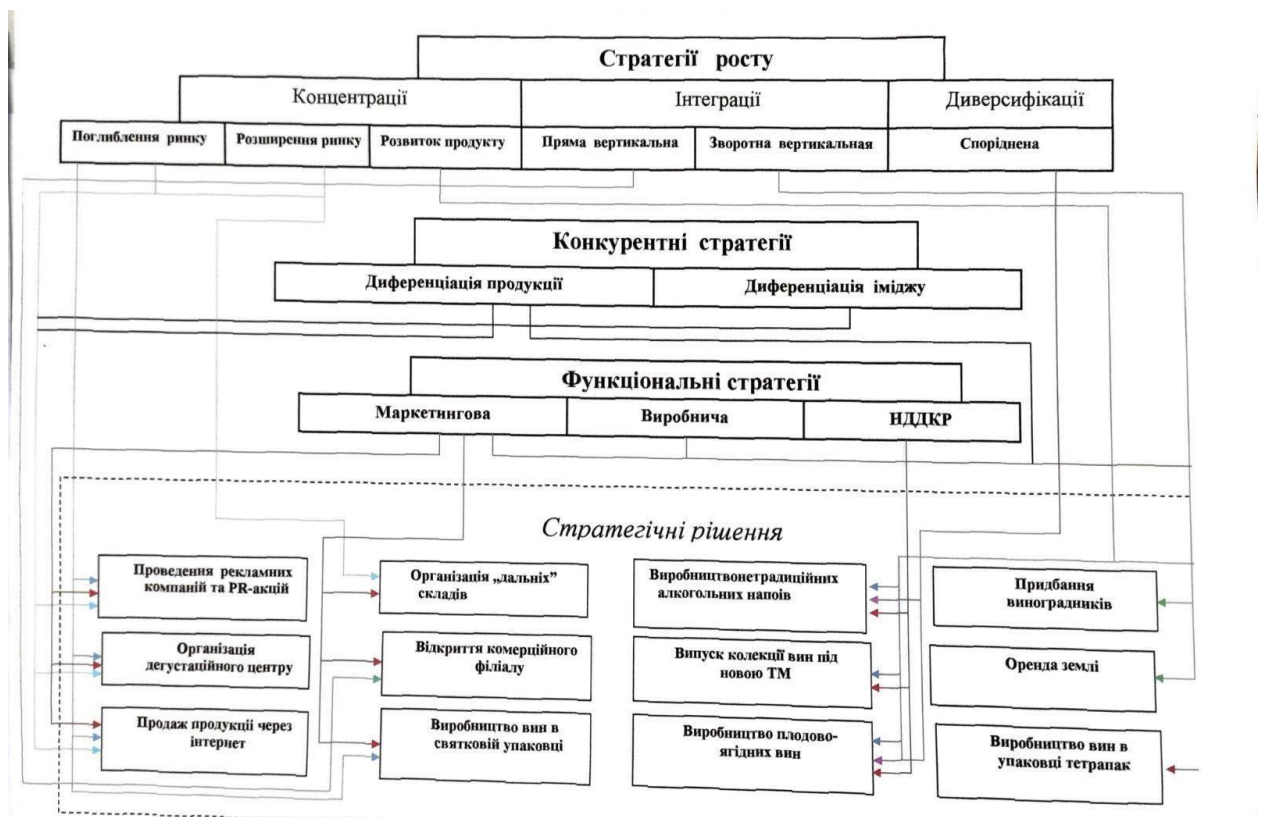 Стратегії росту
Концентрації
Інтеграції
Диверсифікації
Поглиблення ринку
Розширення ринку
Розвиток продукту
Пряма вертикальна
Зворотна вертикальная
Споріднена
Конкурентні стратегії
Диференціація продукції
Диференціація іміджу
Функціональні стратегії
Маркетингова
Виробнича
НДДКР
Стратегічні рішення
Проведення рекламних
компаній та PR-акцій
Організація „дальніх”
складів
Виробництвонетрадиційних
алкогольних напоїв
Придбання
виноградників
Організація
дегустаційного центру
Відкриття комерційного
філіалу
Випуск колекції вин під
новою ТМ
Оренда землі
Продаж продукції через
інтернет
Виробництво вин в
святковій упаковці
Виробництво плодово-
ягідних вин
Виробництво вин в
упаковці тетрапак